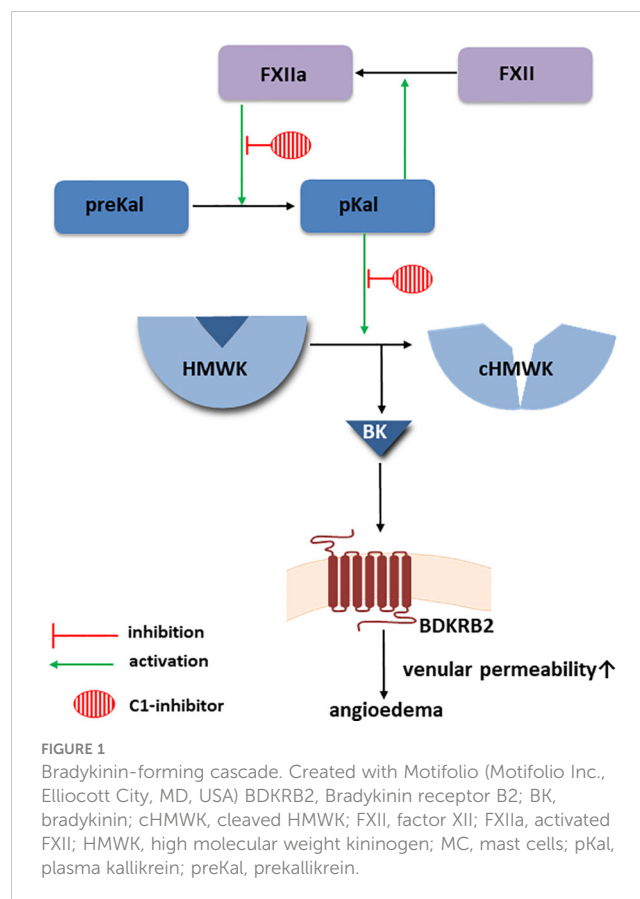 FXIIa
FXII
preKal
pKal
HMWK
cHMWK
BK
BDKRB2
venular permeability↑
angioedema
inhibition
activation
C1-inhibitor
FIGURE 1
Bradykinin-forming cascade. Created with Motifolio (Motifolio Inc.,
Elliocott City, MD, USA) BDKRB2, Bradykinin receptor B2; BK,
bradykinin; cHMWK, cleaved HMWK; FXII, factor XII; FXIIa, activated
FXII; HMWK, high molecular weight kininogen; MC, mast cells; pKal,
plasma kallikrein; preKal, prekallikrein.